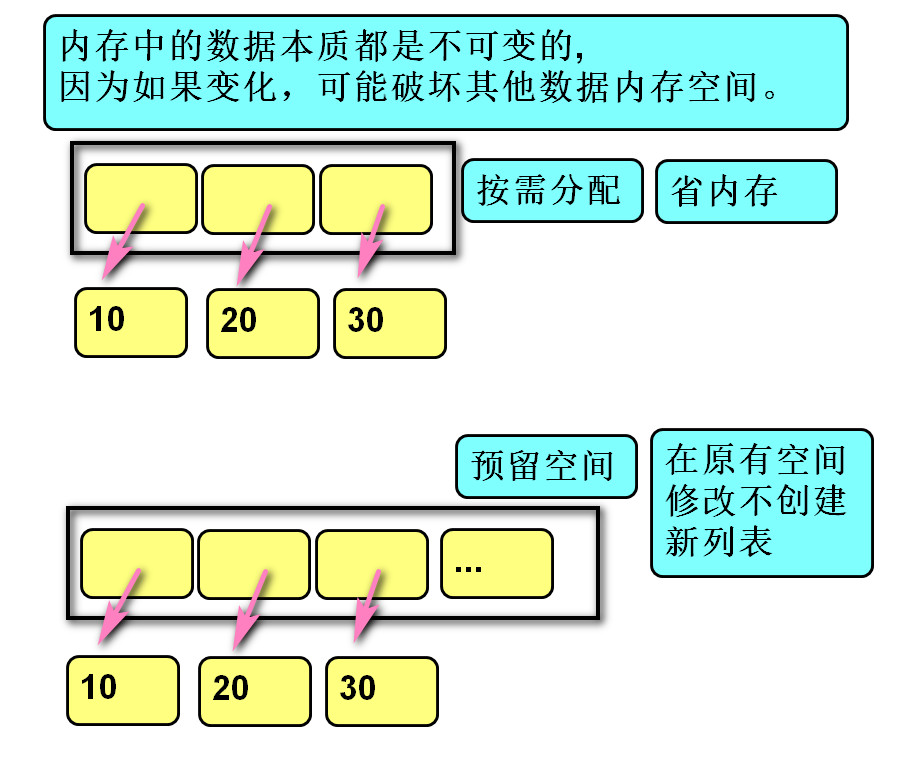 内存中的数据本质都是不可变的,
因为如果变化，可能破坏其他数据内存空间。
按需分配
省内存
10
20
30
预留空间
在原有空间
修改不创建
新列表
...
10
20
30